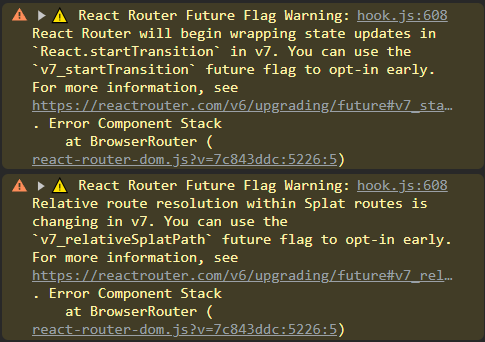 React Router Future Flag Warning: hook.js:608
React Router will begin wrapping state updates in
`React.startTransition` in v7. You can use the
`v7_startTransition` future flag to opt-in early.
For more information, see
https://reactrouter.com/v6/upgrading/future#v7_sta…
. Error Component Stack
at BrowserRouter (
react-router-dom.js?v=7c843ddc:5226:5)
React Router Future Flag Warning: hook.js:608
Relative route resolution within Splat routes is
changing in v7. You can use the
`v7_relativeSplatPath` future flag to opt-in early.
For more information, see
https://reactrouter.com/v6/upgrading/future#v7_rel…
. Error Component Stack
at BrowserRouter (
react-router-dom.js?v=7c843ddc:5226:5)